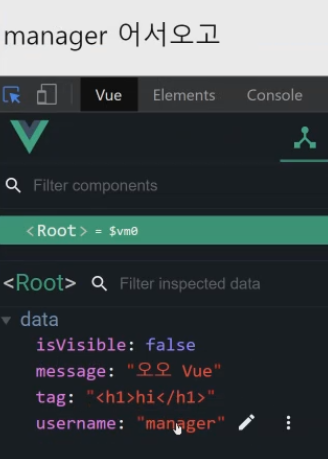 manager 어서오고
Vue Elements Console
Filter components
<Root> = $vm0
<Root> Filter inspected data
data
isVisible: false
message: "오오 Vue"
tag: "<h1>hi</h1>"
username: "manager"